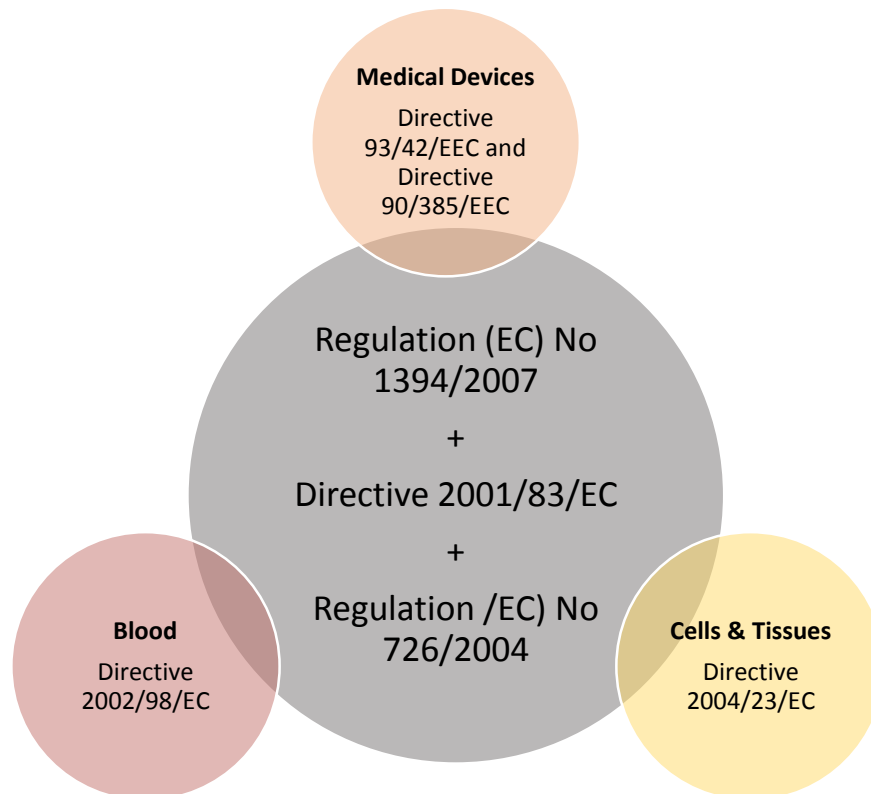 Medical Devices
Directive
93/42/EEC and
Directive
90/385/EEC
Regulation (EC) No
1394/2007
+
Directive 2001/83/EC
+
Regulation /EC) No
726/2004
Blood
Directive
2002/98/EC
Cells & Tissues
Directive
2004/23/EC